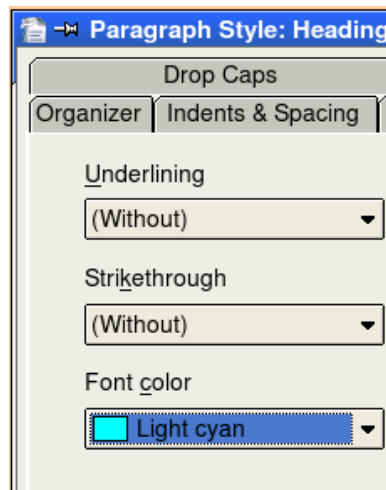 Paragraph Style: Heading
Drop Caps
Organizer Indents & Spacing
Underlining
(Without)
Strikethrough
(Without)
Font color
Light cyan